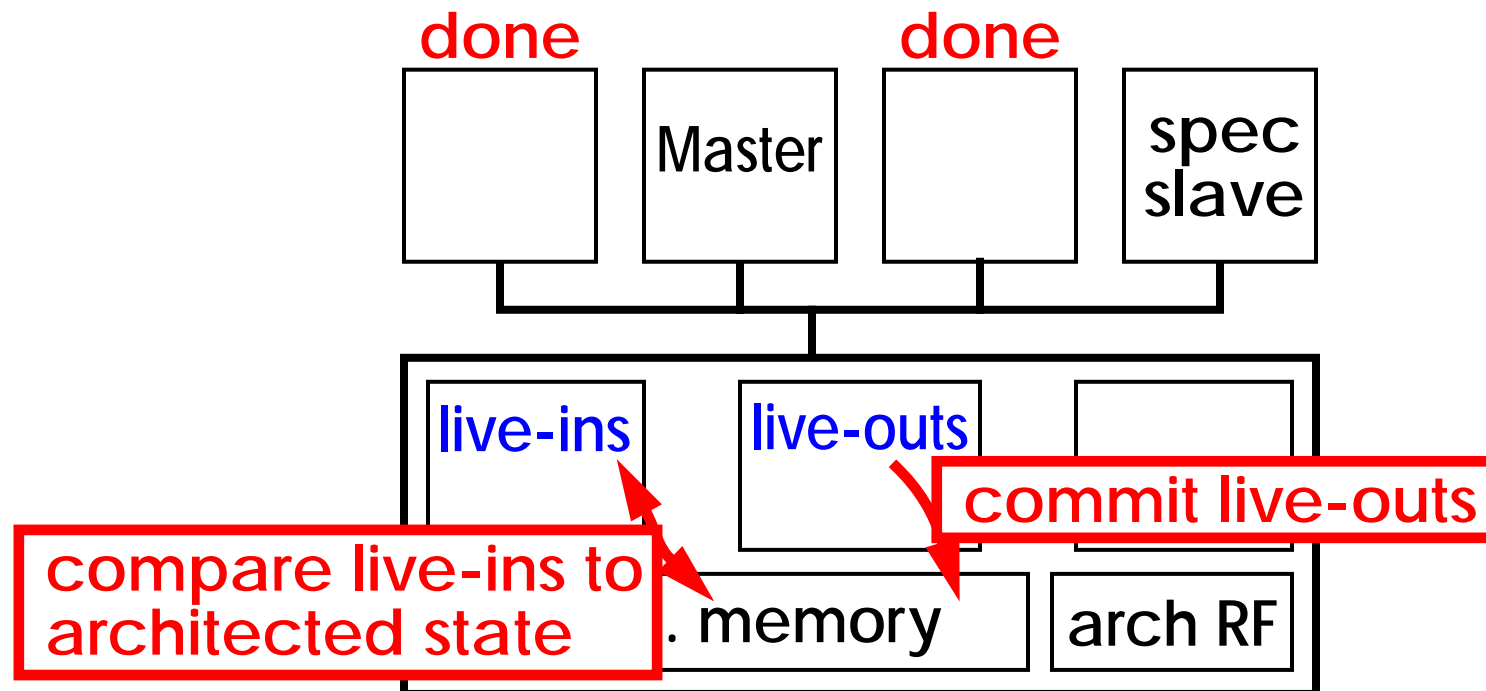 done
done
Master
spec
slave
live-ins
live-outs
commit live-outs
compare live-ins to
architected state
. memory
arch RF